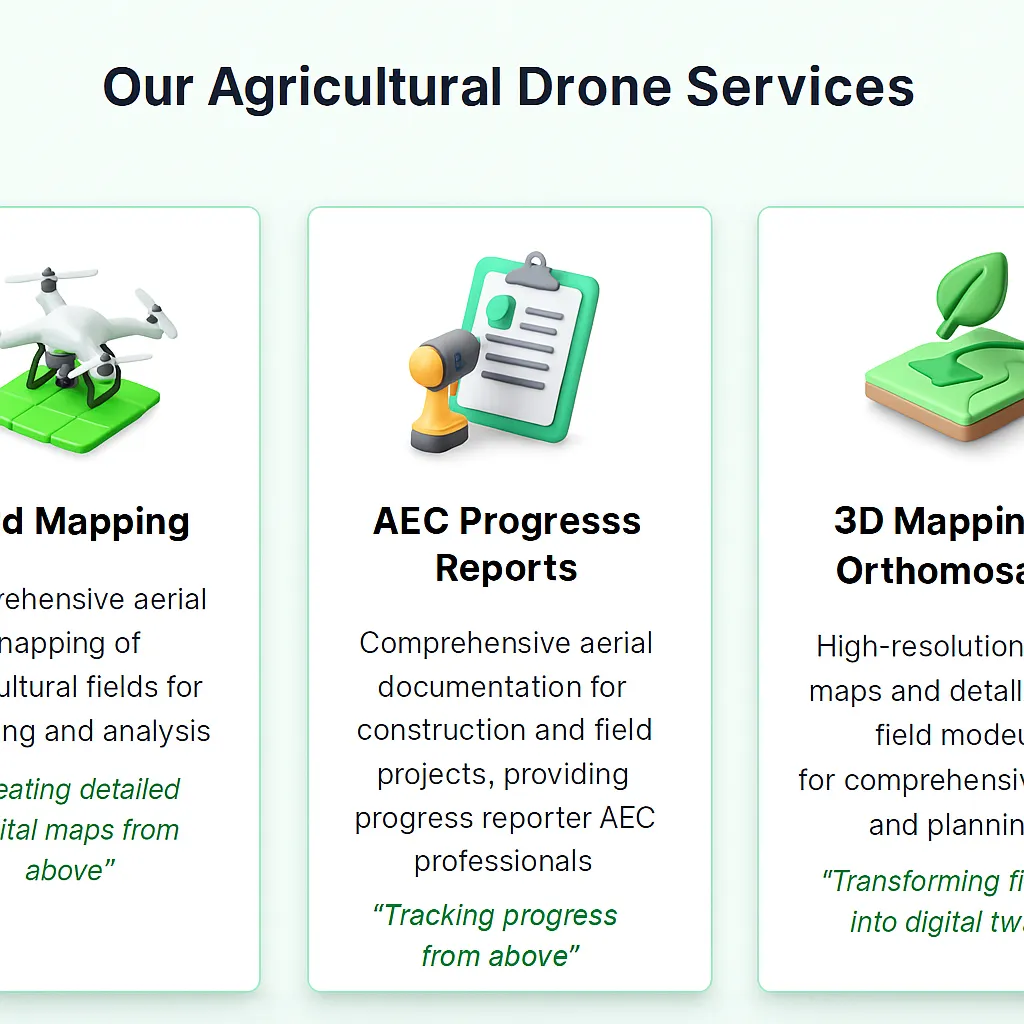 Our Agricultural Drone Services
d Mapping
rehensive aerial
napping of
ultural fields for
ng and analysis
eating detailed
ital maps from
above”
AEC Progresss
Reports
Comprehensive aerial
documentation for
construction and field
projects, providing
progress reporter AEC
professionals
“Tracking progress
from above”
3D Mappin
Orthomosa
High-resolution
maps and detall
field modeu
for comprehensiv
and plannin
“Transforming fi
into digital twa